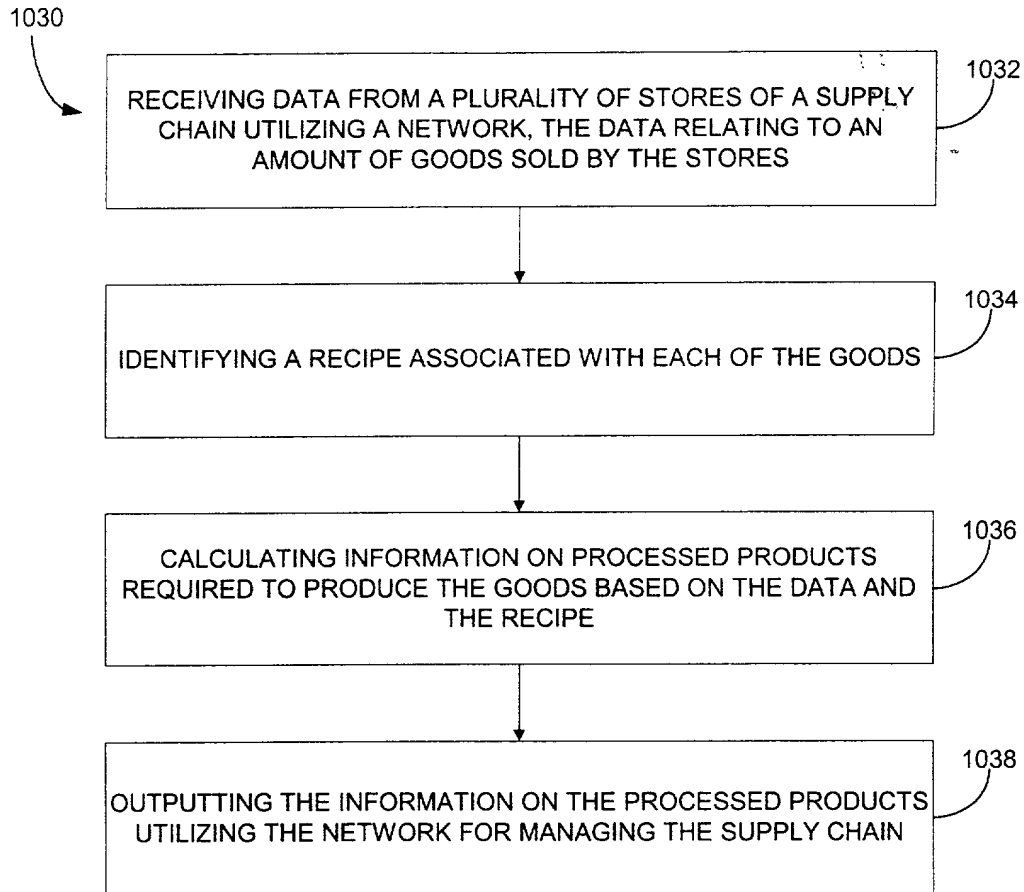 1030
RECEIVING DATA FROM A PLURALITY OF STORES OF A SUPPLY
CHAIN UTILIZING A NETWORK, THE DATA RELATING TO AN
AMOUNT OF GOODS SOLD BY THE STORES
1032
IDENTIFYING A RECIPE ASSOCIATED WITH EACH OF THE GOODS
1034
CALCULATING INFORMATION ON PROCESSED PRODUCTS
REQUIRED TO PRODUCE THE GOODS BASED ON THE DATA AND
THE RECIPE
1036
OUTPUTTING THE INFORMATION ON THE PROCESSED PRODUCTS
UTILIZING THE NETWORK FOR MANAGING THE SUPPLY CHAIN
1038